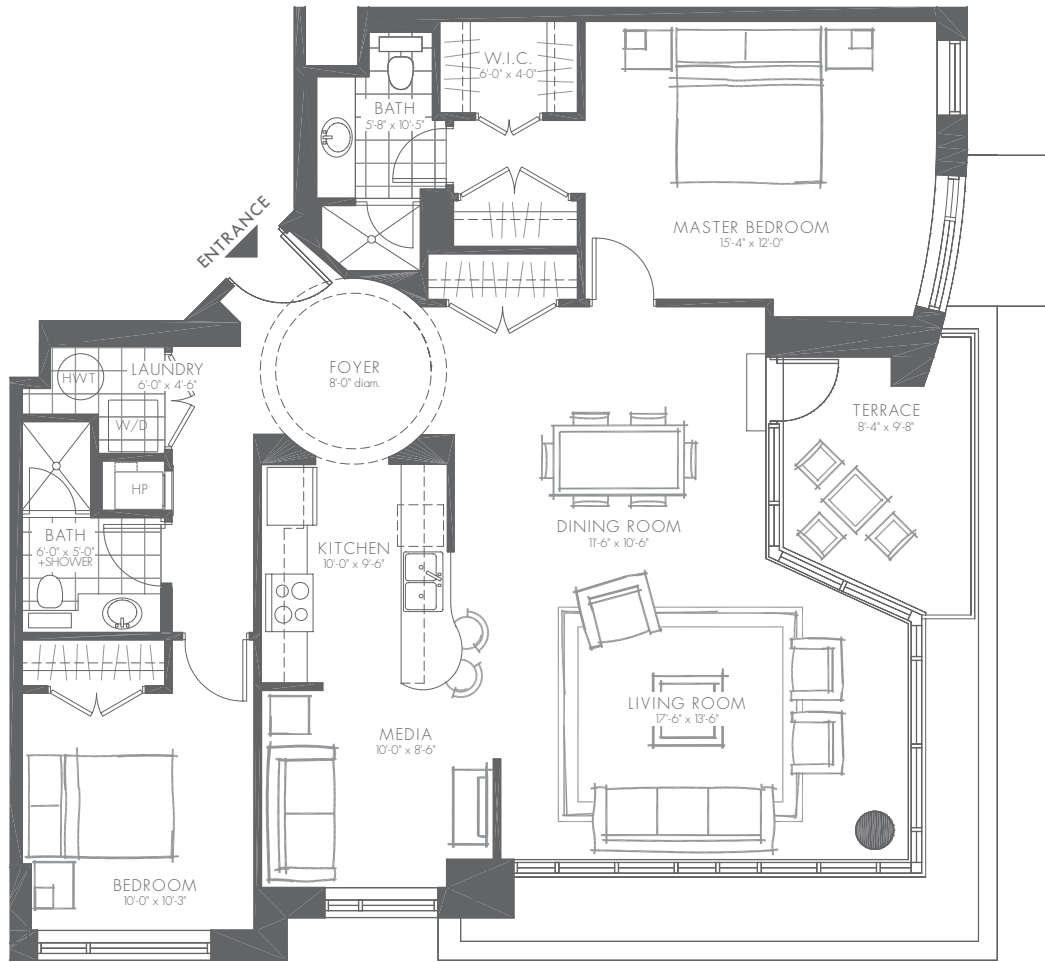 W.I.C.
6'-0" x 4-0"
BATH
5'-8" x 10'-5"
ENTRANCE
MASTER BEDROOM
15'-4" x 12'-0"
LAUNDRY
6'-0" x 4'-6"
HWT
W/D
HP
FOYER
8'-0" diam.
TERRACE
8'-4" x 9'-8"
BATH
6'-0" x 5'-0"
+SHOWER
KITCHEN
10'-0" x 9'-6"
DINING ROOM
11'-6" x 10'-6"
LIVING ROOM
17'-6" x 13'-6"
MEDIA
10'-0" x 8'-6"
BEDROOM
10'-0" x 10'-3"